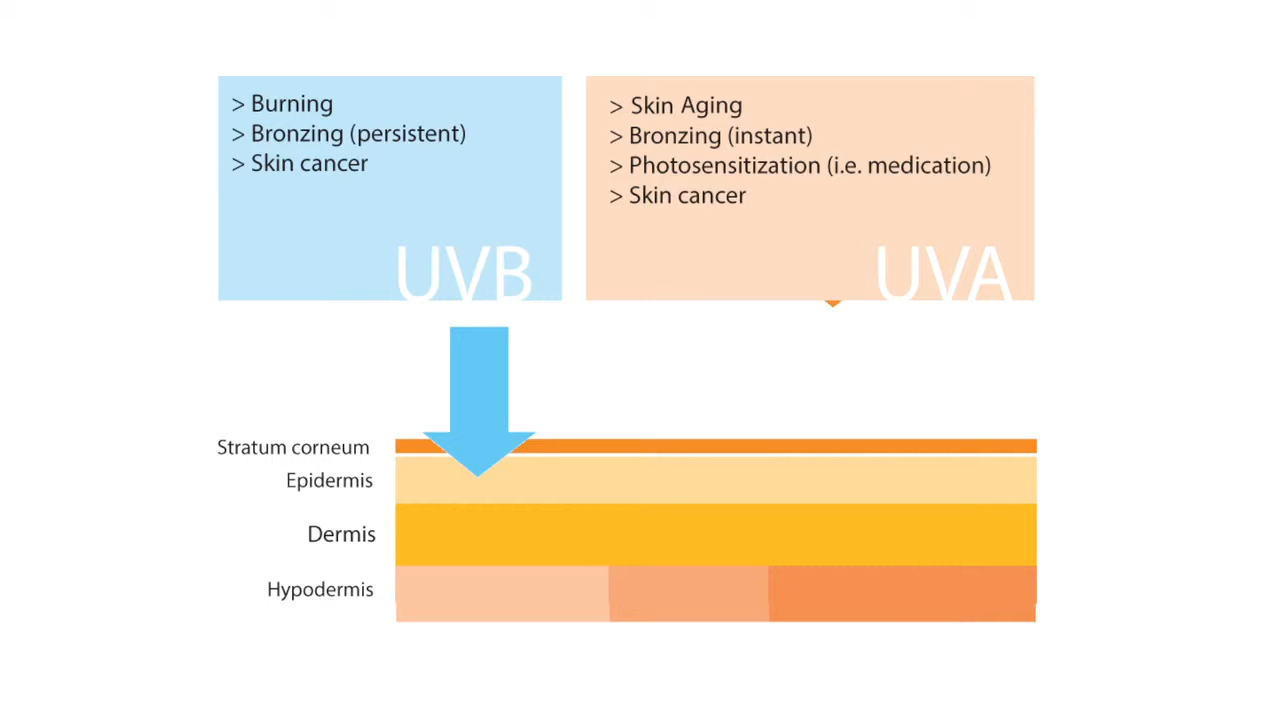 > Burning
> Bronzing (persistent)
> Skin cancer
UVB
> Skin Aging
> Bronzing (instant)
> Photosensitization (i.e. medication)
> Skin cancer
UVA
Stratum corneum
Epidermis
Dermis
Hypodermis